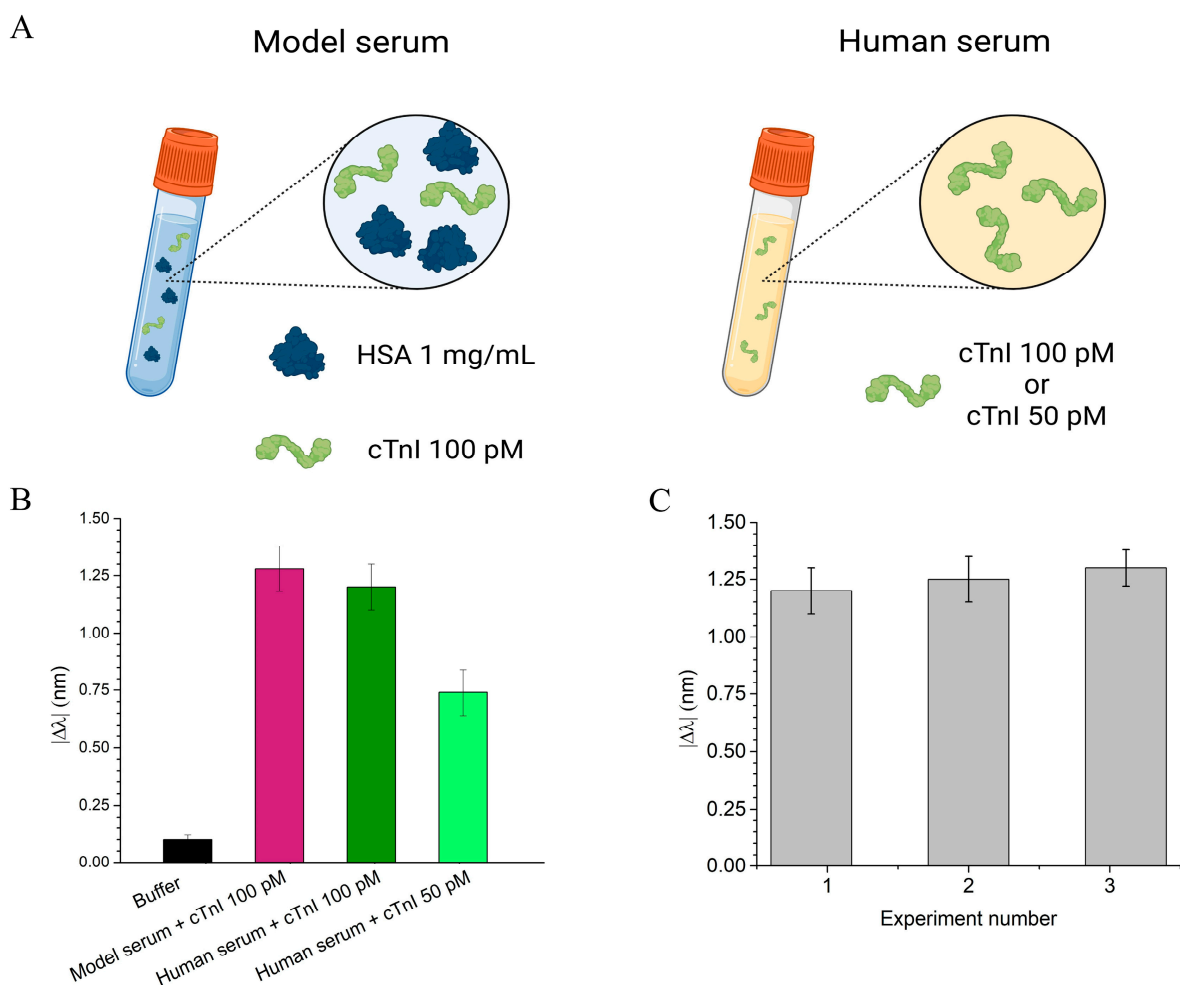 A
Model serum
Human serum
HSA 1 mg/mL
cTnI 100 pM
cTnI 100 pM
or
cTnI 50 pM
B
1.50
1.25
1.00
0.75
0.50
0.25
0.00
|Δλ| (nm)
Buffer
Model serum + cTnI 100 pM
Human serum + cTnI 100 pM
Human serum + cTnI 50 pM
C
1.50
1.25
1.00
0.75
0.50
0.25
0.00
|Δλ| (nm)
1 2 3
Experiment number